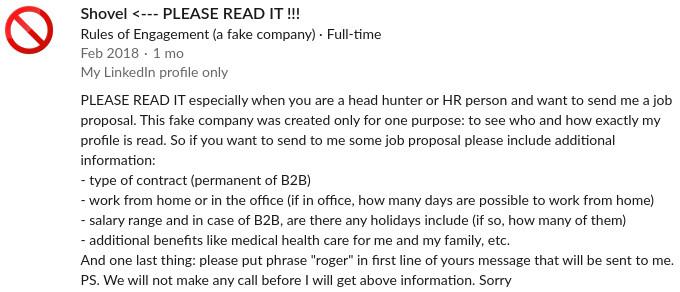 Shovel <--- PLEASE READ IT !!!
Rules of Engagement (a fake company) · Full-time
Feb 2018 · 1 mo
My LinkedIn profile only
PLEASE READ IT especially when you are a head hunter or HR person and want to send me a job
proposal. This fake company was created only for one purpose: to see who and how exactly my
profile is read. So if you want to send to me some job proposal please include additional
information:
- type of contract (permanent of B2B)
- work from home or in the office (if in office, how many days are possible to work from home)
- salary range and in case of B2B, are there any holidays include (if so, how many of them)
- additional benefits like medical health care for me and my family, etc.
And one last thing: please put phrase "roger" in first line of yours message that will be sent to me.
PS. We will not make any call before I will get above information. Sorry